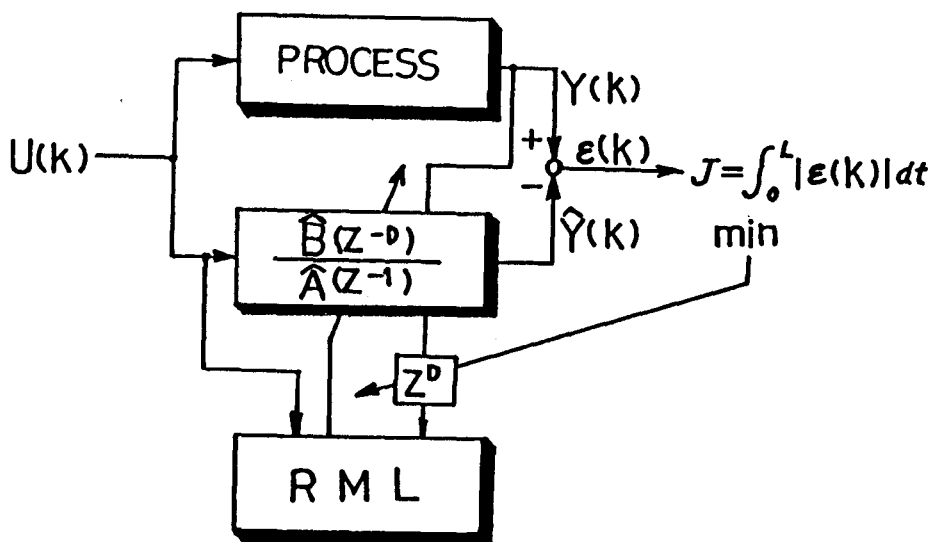 PROCESS
Y(k)
U(k)
+
ε(k)
J=∫₀ᴸ|ε(k)|dt
-
Ŷ(k)
min
B̂(Z⁻ᴰ)
Â(Z⁻¹)
Zᴰ
RML